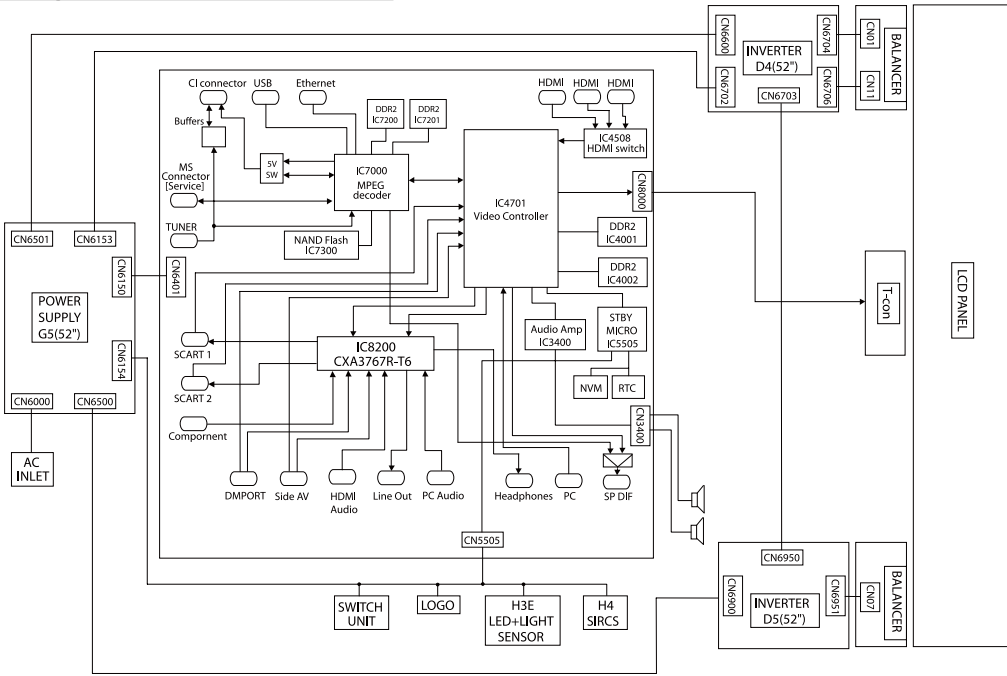 CN6600
CN6704
CN01
BALANCER
INVERTER
D4(52")
CN6702
CN6703
CN6706
CN11
CI connector
USB
Ethernet
HDMI
HDMI
HDMI
Buffers
DDR2
IC7200
DDR2
IC7201
IC4508
HDMI switch
5V
SW
IC7000
MPEG
decoder
IC4701
Video Controller
CN8000
MS
Connector
[Service]
TUNER
NAND Flash
IC7300
DDR2
IC4001
DDR2
IC4002
CN6501
CN6153
CN6150
CN6401
POWER
SUPPLY
G5(52")
CN6154
CN6000
CN6500
AC
INLET
SCART 1
SCART 2
Compornent
IC8200
CXA3767R-T6
Audio Amp
IC3400
STBY
MICRO
IC5505
NVM
RTC
CN3400
DMPORT
Side AV
HDMI
Audio
Line Out
PC Audio
Headphones
PC
SP DIF
CN5505
T-con
LCD PANEL
SWITCH
UNIT
LOGO
H3E
LED+LIGHT
SENSOR
H4
SIRCS
CN6950
CN6900
INVERTER
D5(52")
CN6951
CN07
BALANCER